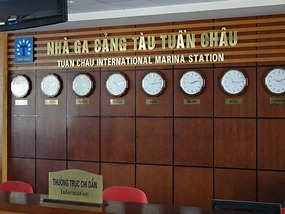 NHÀ GA CẢNG TÀU TUẦN CHÂU
TUAN CHAU INTERNATIONAL MARINA STATION
THƯỜNG TRỰC CHỈ DẪN
Information